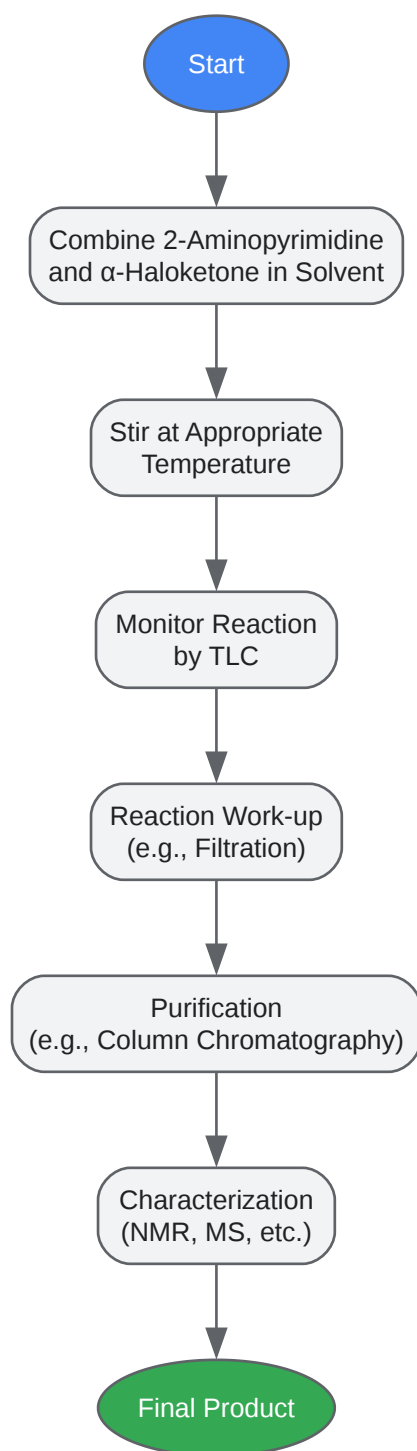 Start
Combine 2-Aminopyrimidine
and α-Haloketone in Solvent
Stir at Appropriate
Temperature
Monitor Reaction
by TLC
Reaction Work-up
(e.g., Filtration)
Purification
(e.g., Column Chromatography)
Characterization
(NMR, MS, etc.)
Final Product